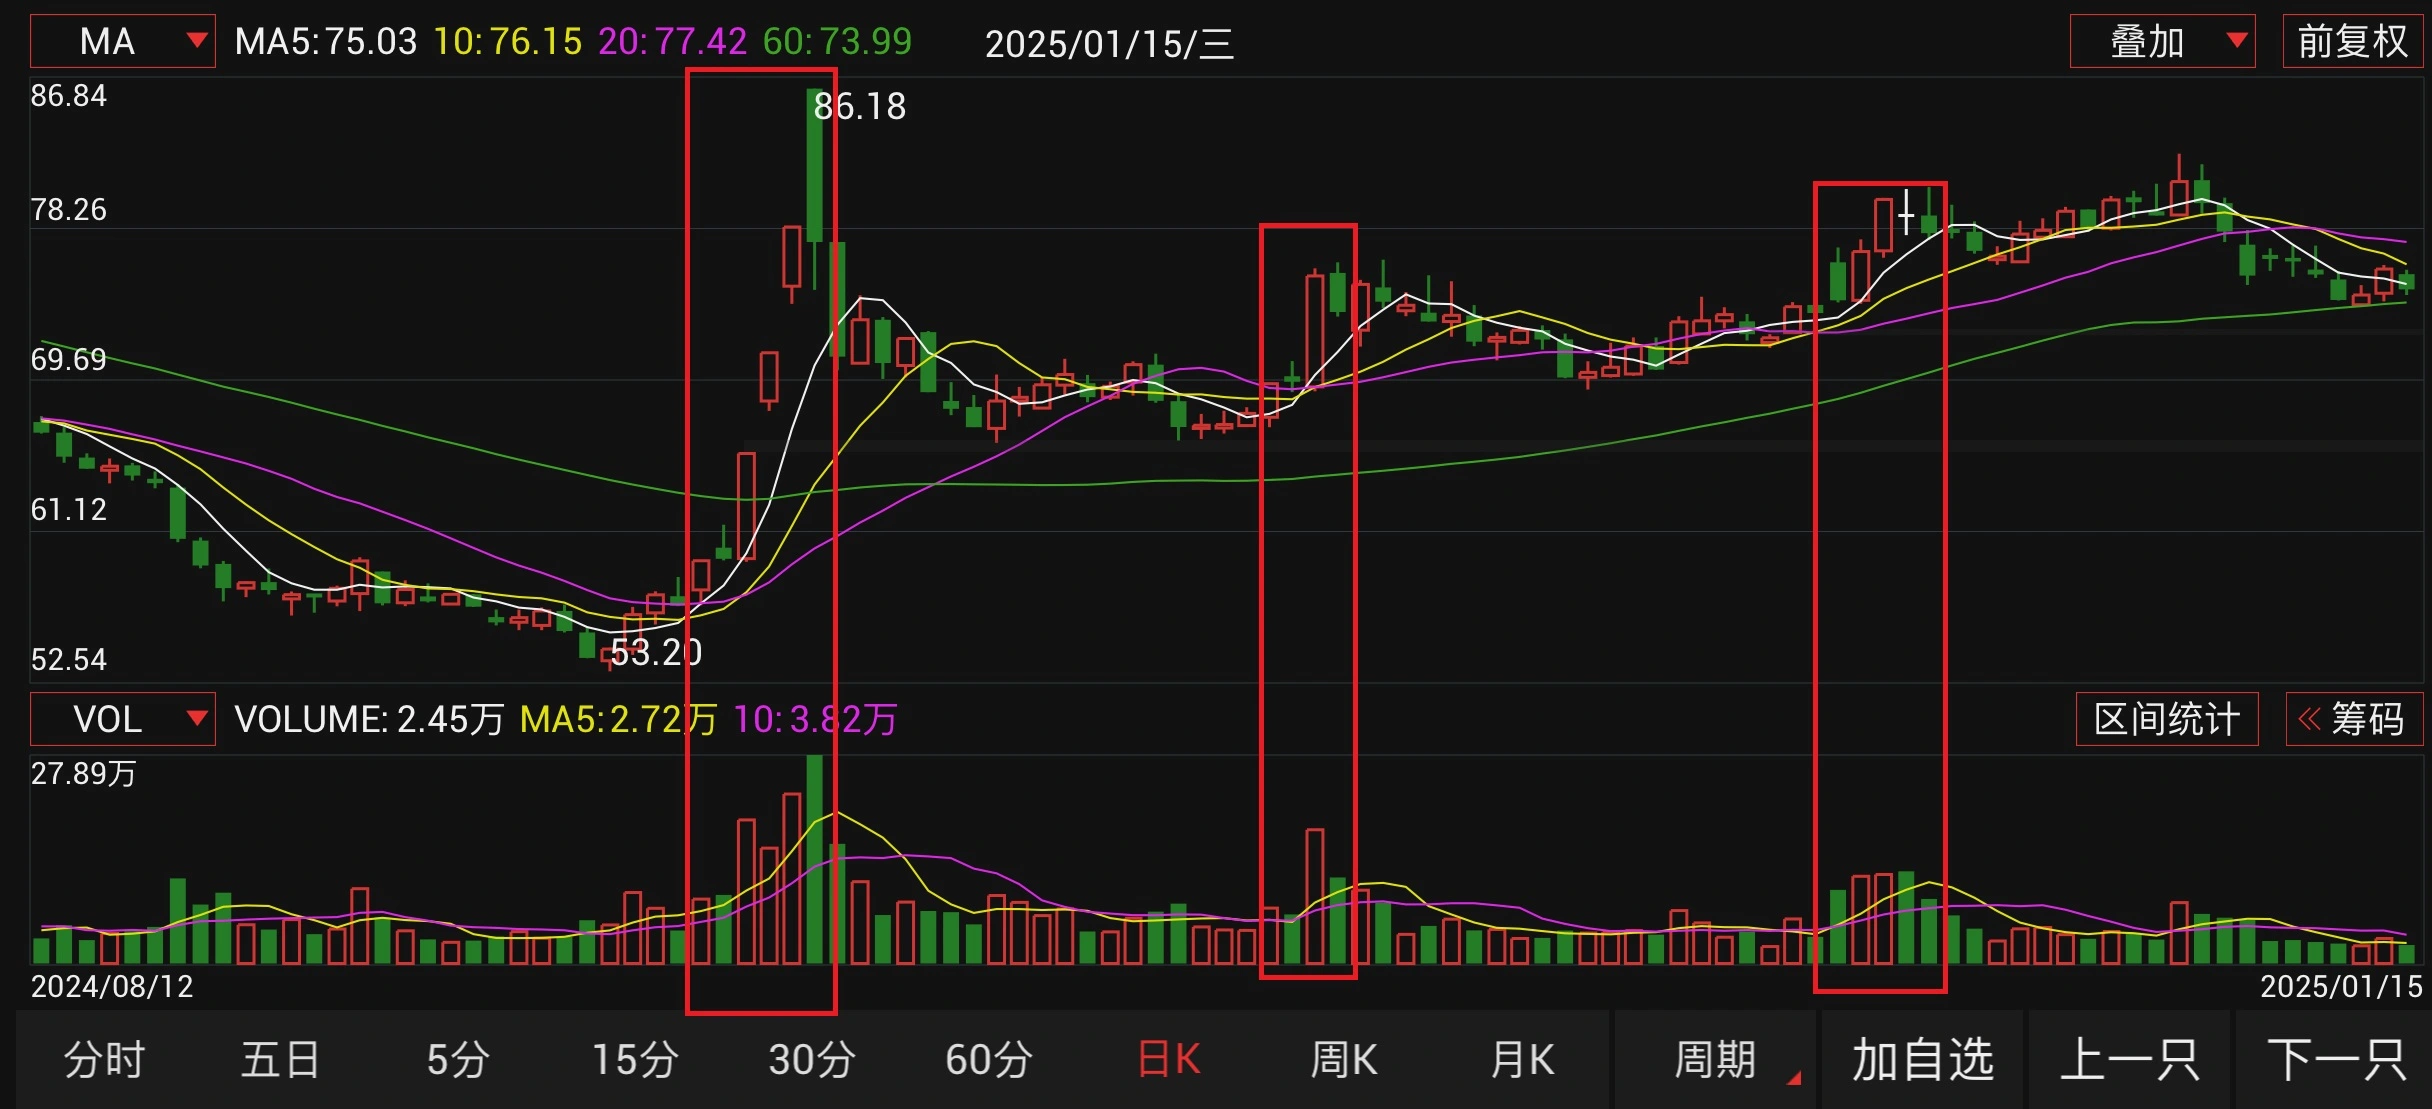 MA MA5:75.03 10:76.15 20:77.42 60:73.99 2025/01/15/三 叠加 前复权
86.84
86.18
78.26
69.69
61.12
53.20
52.54
VOL VOLUME:2.45万 MA5:2.72万 10:3.82万 区间统计 筹码
27.89万
2024/08/12 2025/01/15
分时 五日 5分 15分 30分 60分 日K 周K 月K 周期 加自选 上一只 下一只